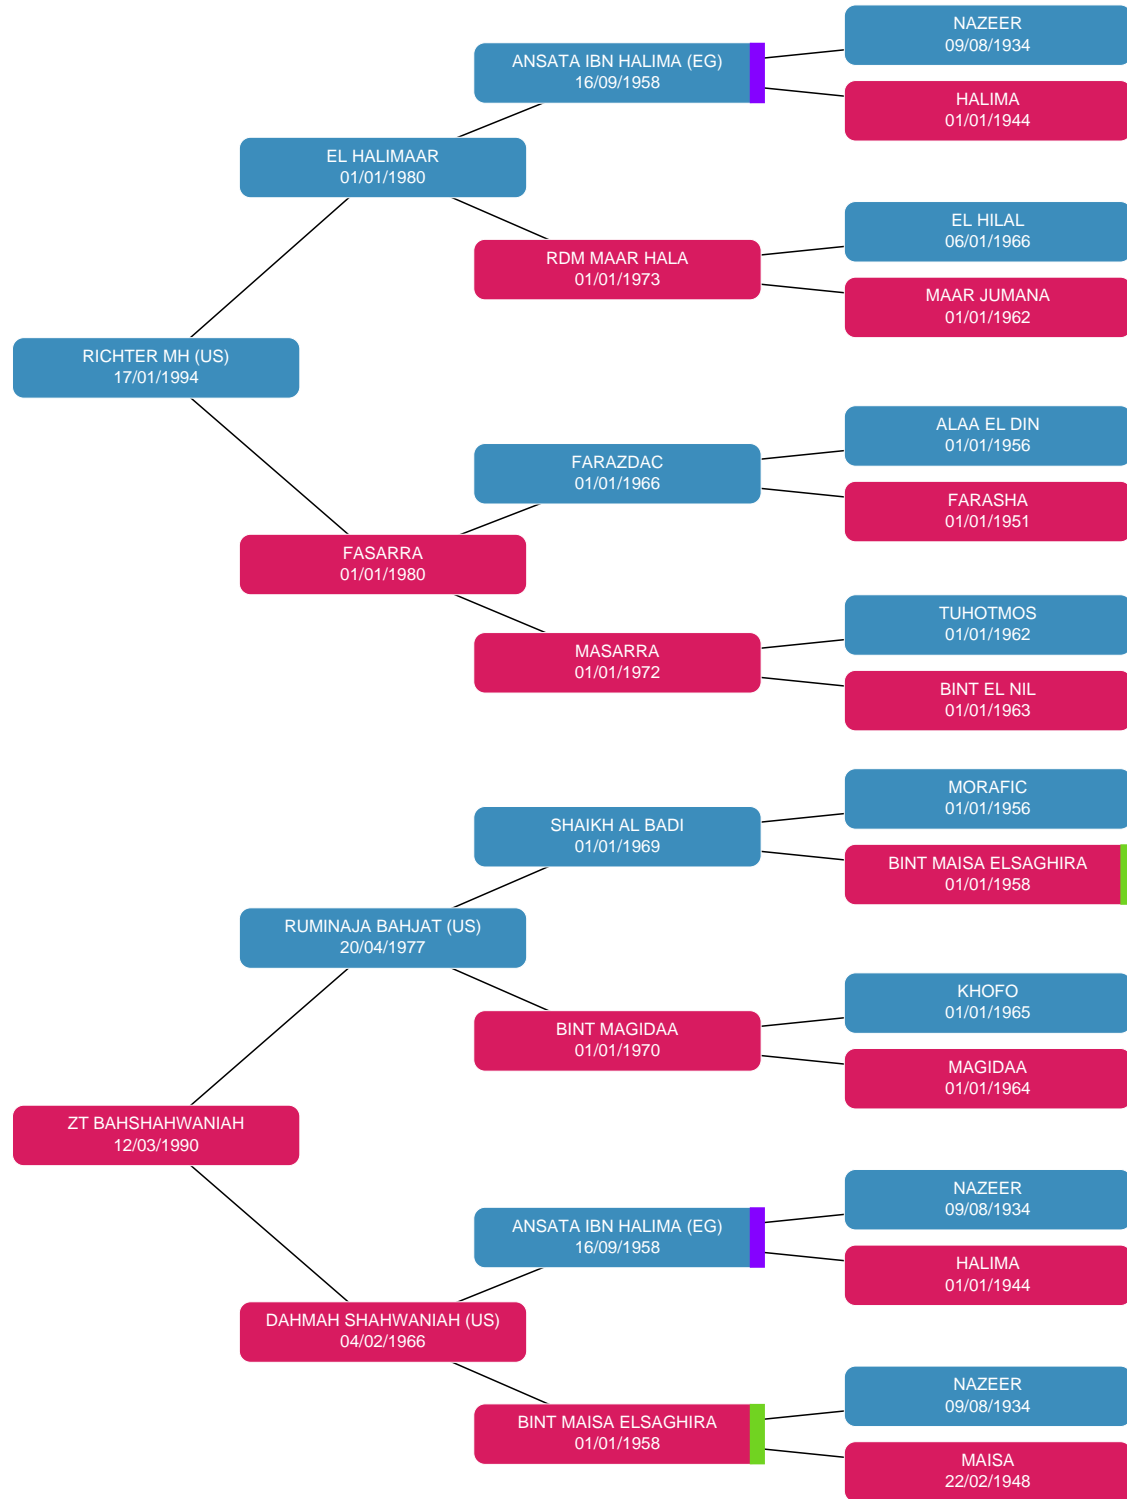 NAZEER
09/08/1934
ANSATA IBN HALIMA (EG)
16/09/1958
HALIMA
01/01/1944
EL HALIMAAR
01/01/1980
EL HILAL
06/01/1966
RDM MAAR HALA
01/01/1973
MAAR JUMANA
01/01/1962
RICHTER MH (US)
17/01/1994
ALAA EL DIN
01/01/1956
FARAZDAC
01/01/1966
FARASHA
01/01/1951
FASARRA
01/01/1980
TUHOTMOS
01/01/1962
MASARRA
01/01/1972
BINT EL NIL
01/01/1963
MORAFIC
01/01/1956
SHAIKH AL BADI
01/01/1969
BINT MAISA ELSAGHIRA
01/01/1958
RUMINAJA BAHJAT (US)
20/04/1977
KHOFO
01/01/1965
BINT MAGIDAA
01/01/1970
MAGIDAA
01/01/1964
ZT BAHSHAHWANIAH
12/03/1990
NAZEER
09/08/1934
ANSATA IBN HALIMA (EG)
16/09/1958
HALIMA
01/01/1944
DAHMAH SHAHWANIAH (US)
04/02/1966
NAZEER
09/08/1934
BINT MAISA ELSAGHIRA
01/01/1958
MAISA
22/02/1948